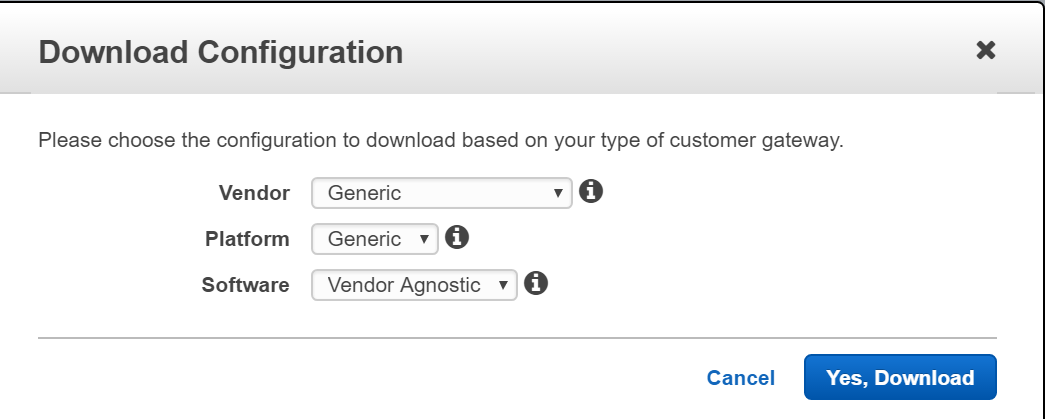 Download Configuration
Please choose the configuration to download based on your type of customer gateway.
Vendor Generic
Platform Generic
Software Vendor Agnostic
Cancel Yes, Download